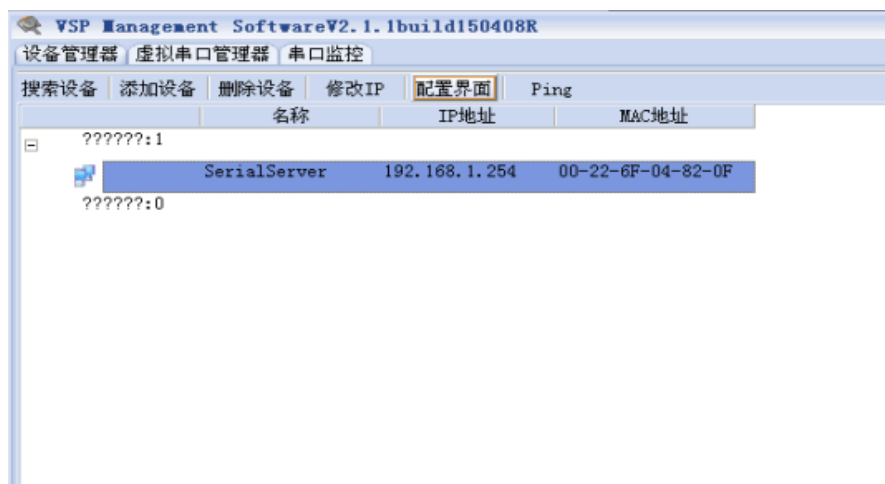 VSP Management SoftwareV2.1.1build150408R
设备管理器 虚拟串口管理器 串口监控
搜索设备 添加设备 删除设备 修改IP 配置界面 Ping
名称 IP地址 MAC地址
??????:1
SerialServer 192.168.1.254 00-22-6F-04-82-0F
??????:0